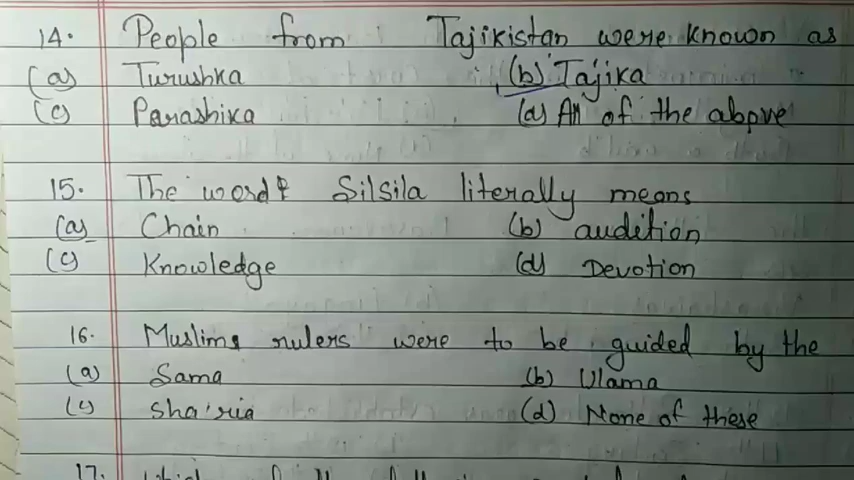 14. People from Tajikistan were known as
(a) Turushka (b) Tajika
(c) Parashika (d) All of the above
15. The word Silsila literally means
(a) Chain (b) audition
(c) Knowledge (d) Devotion
16. Muslims rulers were to be guided by the
(a) Sama (b) Ulama
(c) sha'ria (d) None of these
17.